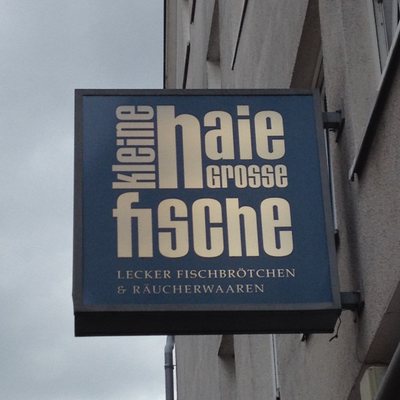 kleine haie
GROSSE
fische
LECKER FISCHBRÖTCHEN
& RÄUCHERWAAREN